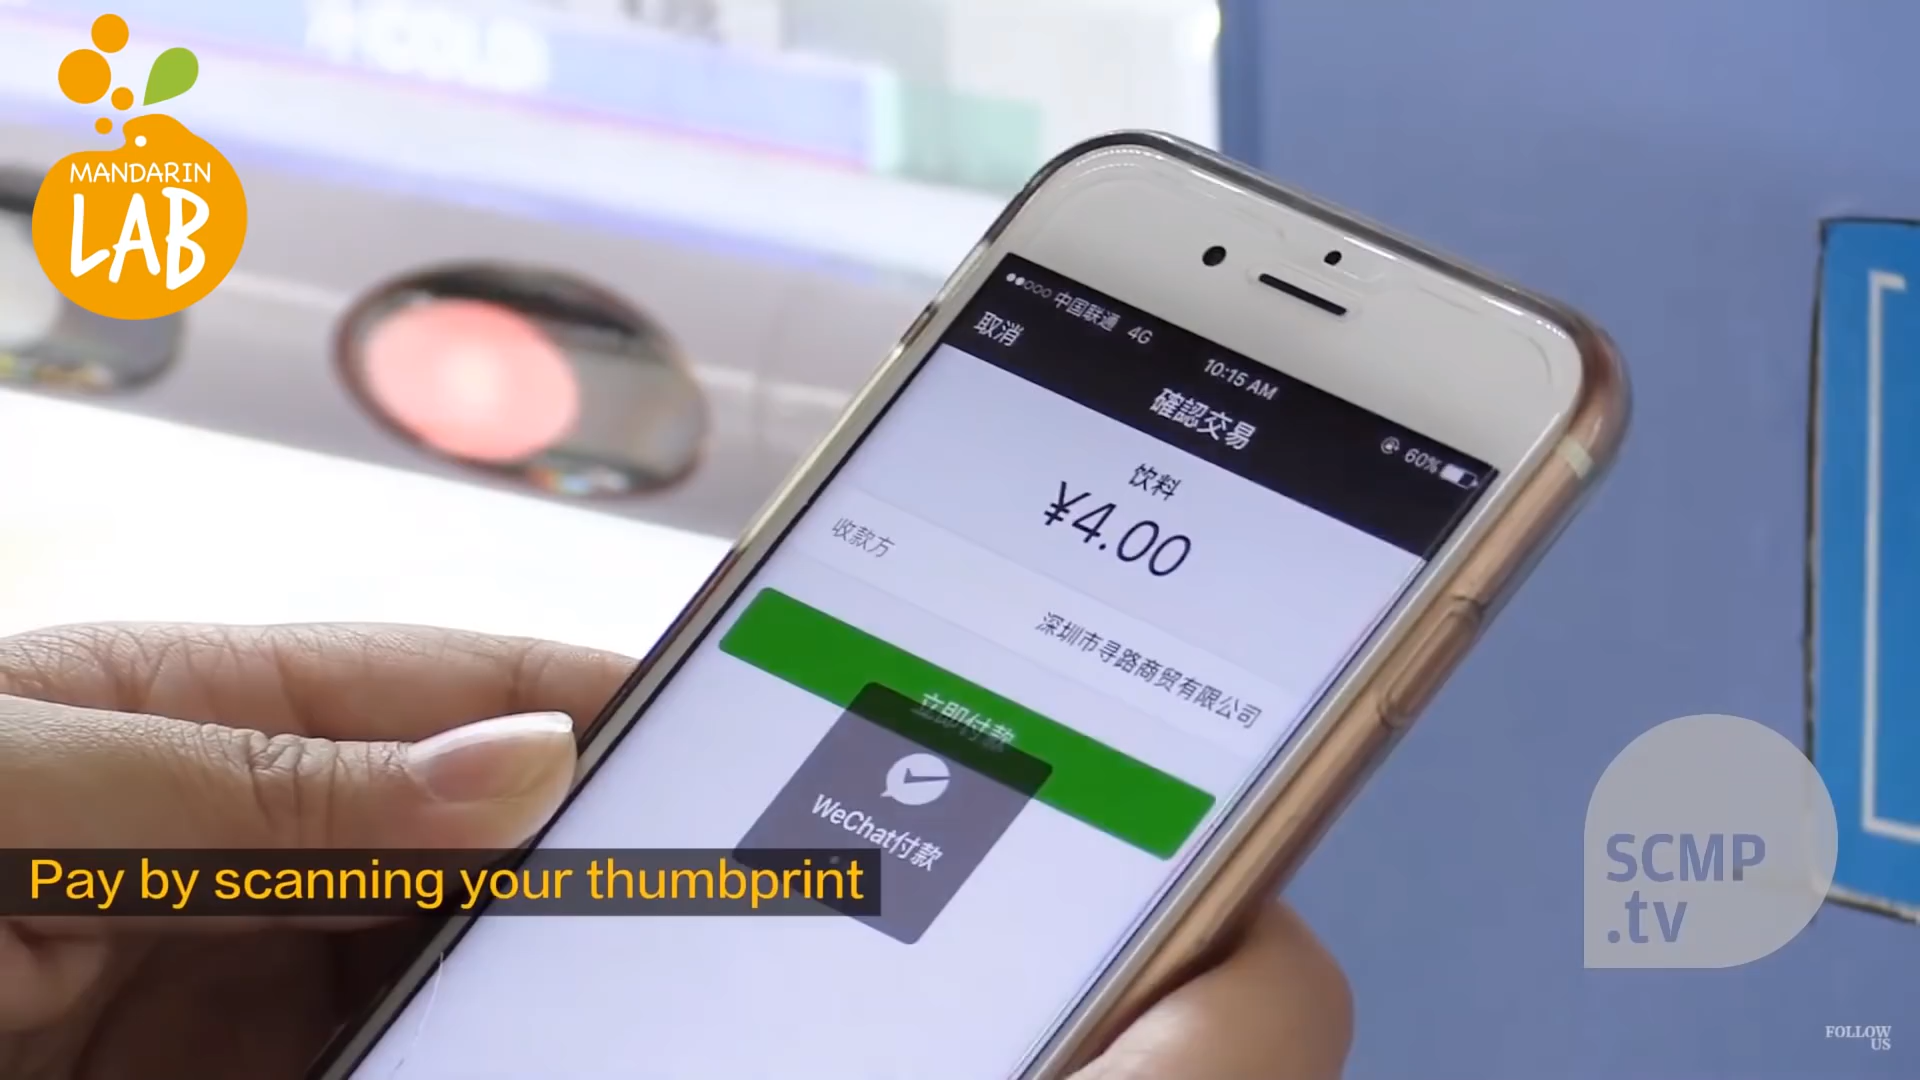 MANDARIN
LAB
中国联通 4G
10:15 AM
60%
取消
確認交易
饮料
¥4.00
收款方
深圳市寻路商贸有限公司
立即付款
WeChat付款
Pay by scanning your thumbprint
SCMP
.tv
FOLLOW
US